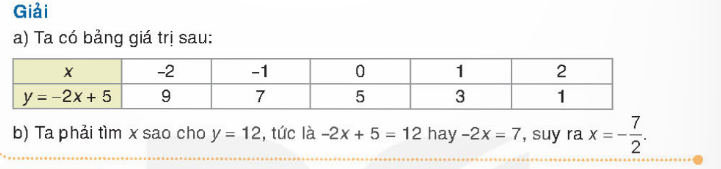 Giải
a) Ta có bảng giá trị sau:
x -2 -1 0 1 2
y = -2x + 5 9 7 5 3 1
b) Ta phải tìm x sao cho y = 12, tức là -2x + 5 = 12 hay -2x = 7, suy ra x = -7/2.